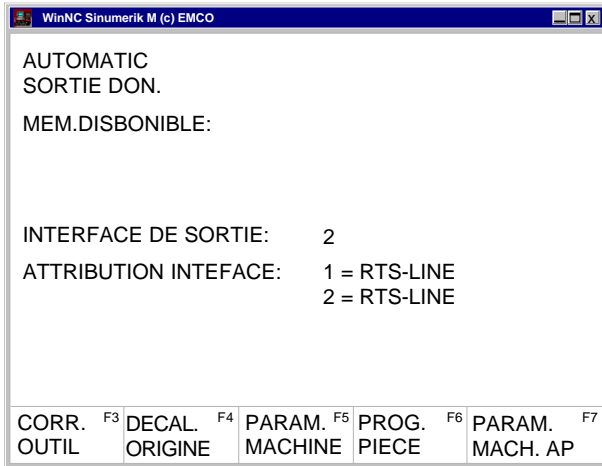 WinNC Sinumerik M (c) EMCO
AUTOMATIC
SORTIE DON.
MEM.DISBONIBLE:
INTERFACE DE SORTIE: 2
ATTRIBUTION INTEFACE: 1 = RTS-LINE
2 = RTS-LINE
CORR. F3 DECAL. F4 PARAM. F5 PROG. F6 PARAM. F7
OUTIL ORIGINE MACHINE PIECE MACH. AP